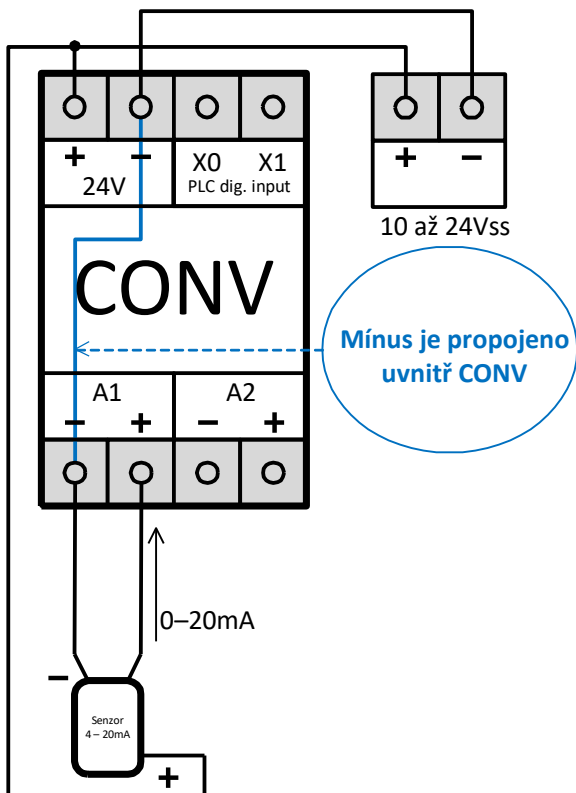 + −
24V
X0 X1
PLC dig. input
+ −
10 až 24Vss
CONV
Mínus je propojeno
uvnitř CONV
A1
− +
A2
− +
0–20mA
−
Senzor
4 – 20mA
+